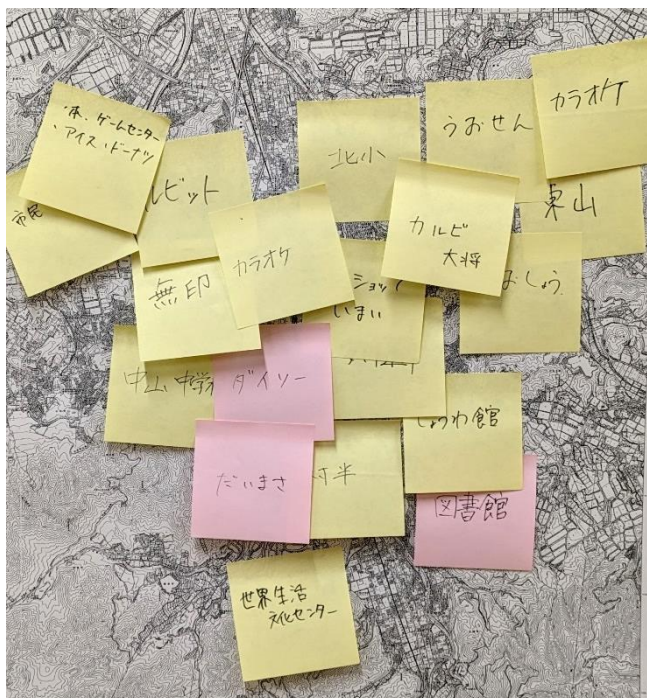 ・本、ゲームセンター
、アイス、ドーナツ
市民
ビット
北小
うおせん
カラオケ
東山
カルビ
大将
カラオケ
無印
ショップ
いまい
おしょう
中山中学
ダイソー
しょうわ館
だいまさ
寸半
図書館
世界生活
文化センター